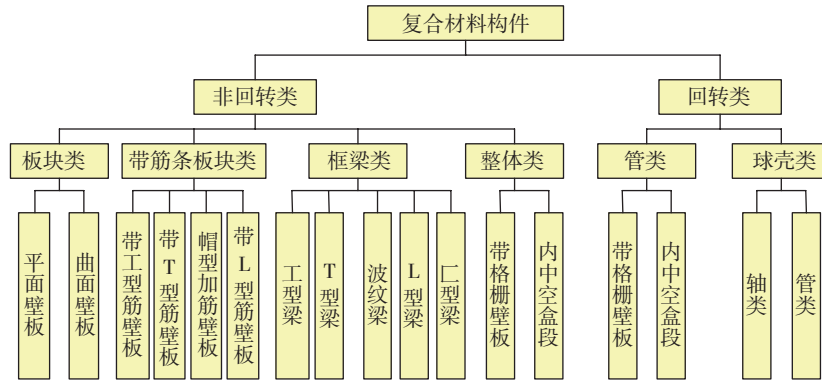 复合材料构件
非回转类
回转类
板块类
带筋条板块类
框梁类
整体类
管类
球壳类
平面壁板
曲面壁板
带工型筋壁板
带T型筋壁板
帽型加筋壁板
带L型筋壁板
工型梁
T型梁
波纹梁
L型梁
匚型梁
带格栅壁板
内中空盒段
带格栅壁板
内中空盒段
轴类
管类